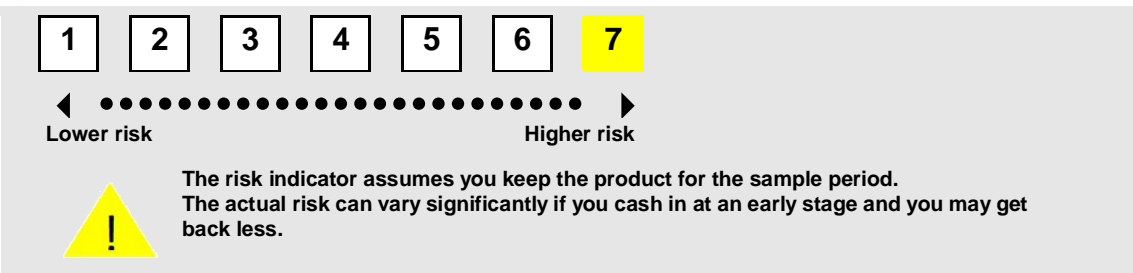 1 2 3 4 5 6 7
Lower risk Higher risk
The risk indicator assumes you keep the product for the sample period.
The actual risk can vary significantly if you cash in at an early stage and you may get
back less.
!